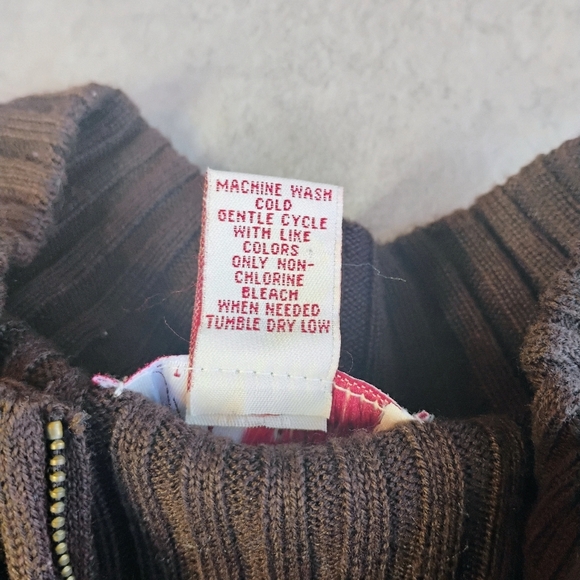 MACHINE WASH
COLD
GENTLE CYCLE
WITH LIKE
COLORS
ONLY NON-
CHLORINE
BLEACH
WHEN NEEDED
TUMBLE DRY LOW